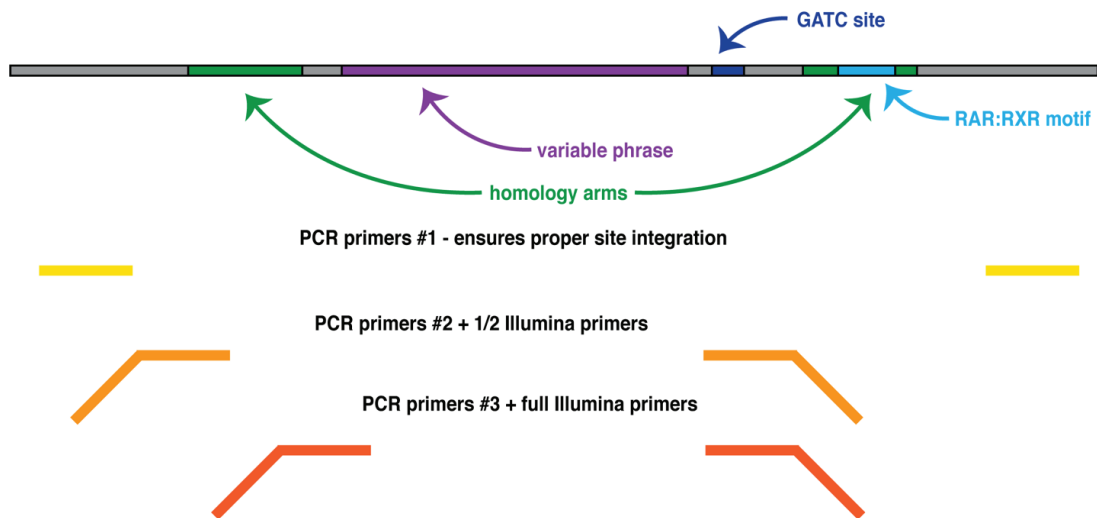 GATC site
RAR:RXR motif
variable phrase
homology arms
PCR primers #1 - ensures proper site integration
PCR primers #2 + 1/2 Illumina primers
PCR primers #3 + full Illumina primers